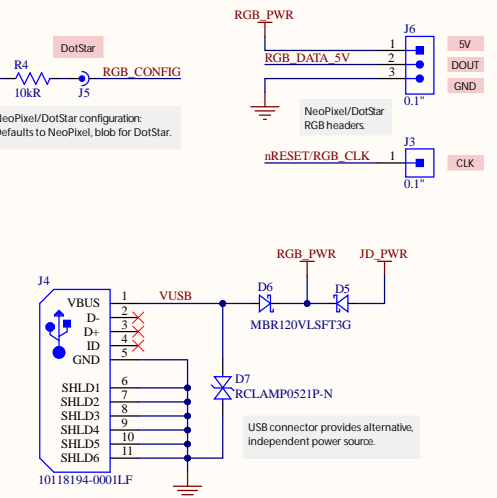 RGB_PWR
DotStar
R4
10kR
J5
RGB_CONFIG
NeoPixel/DotStar configuration:
Defaults to NeoPixel, blob for DotStar.
J6
1
5V
RGB_DATA_5V
2
DOUT
3
GND
0.1"
NeoPixel/DotStar
RGB headers.
J3
nRESET/RGB_CLK
1
CLK
0.1"
RGB_PWR
JD_PWR
J4
D6
D5
MBR120VLSFT3G
VBUS
1
VUSB
D-
2
D+
3
ID
4
GND
5
SHLD1
6
SHLD2
7
SHLD3
8
SHLD4
9
SHLD5
10
SHLD6
11
10118194-0001LF
D7
RCLAMP0521P-N
USB connector provides alternative,
independent power source.